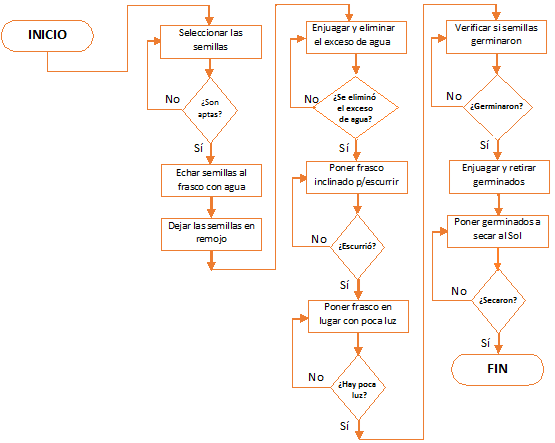 INICIO
Seleccionar las
semillas
No
¿Son
aptas?
Sí
Echar semillas al
frasco con agua
Dejar las semillas en
remojo
Enjuagar y eliminar
el exceso de agua
No
¿Se eliminó
el exceso
de agua?
Sí
Poner frasco
inclinado p/escurrir
No
¿Escurrió?
Sí
Poner frasco en
lugar con poca luz
No
¿Hay poca
luz?
Sí
Verificar si semillas
germinaron
No
¿Germinaron?
Sí
Enjuagar y retirar
germinados
Poner germinados a
secar al Sol
No
¿Secaron?
Sí
FIN